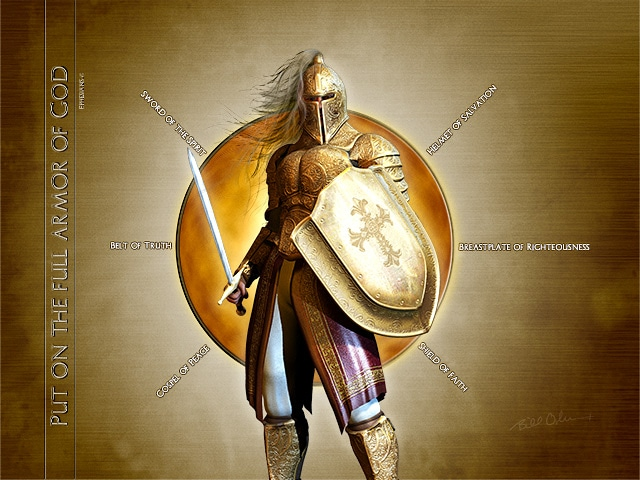 PUT ON THE FULL ARMOR OF GOD
EPHESIANS 6
SWORD OF THE SPIRIT
HELMET OF SALVATION
BELT OF TRUTH
BREASTPLATE OF RIGHTEOUSNESS
GOSPEL OF PEACE
SHIELD OF FAITH